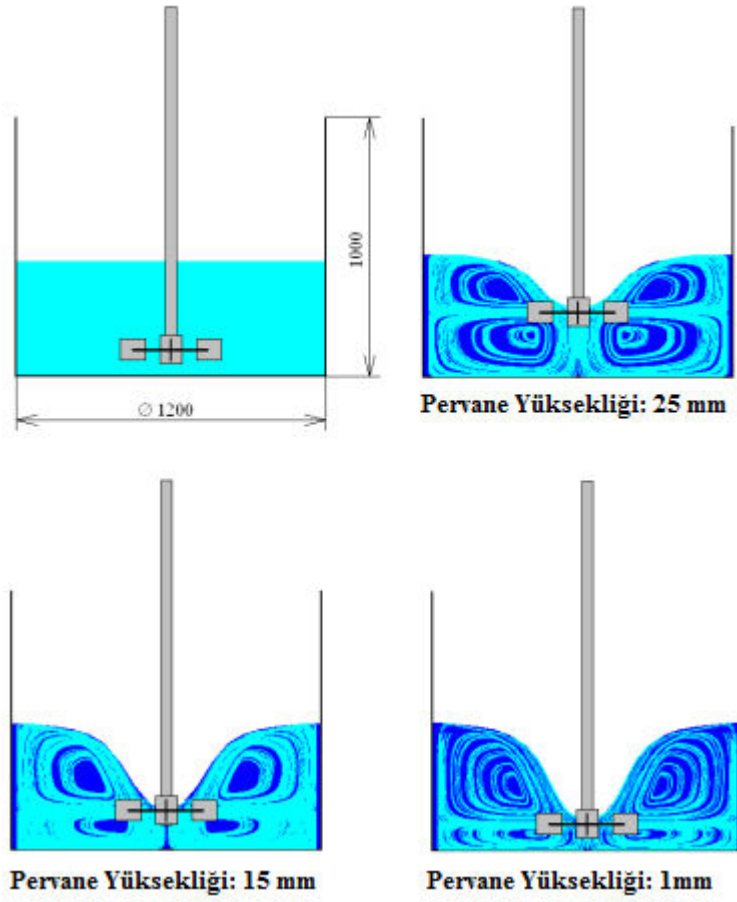 1000
∅ 1200
Pervane Yüksekliği: 25 mm
Pervane Yüksekliği: 15 mm
Pervane Yüksekliği: 1mm